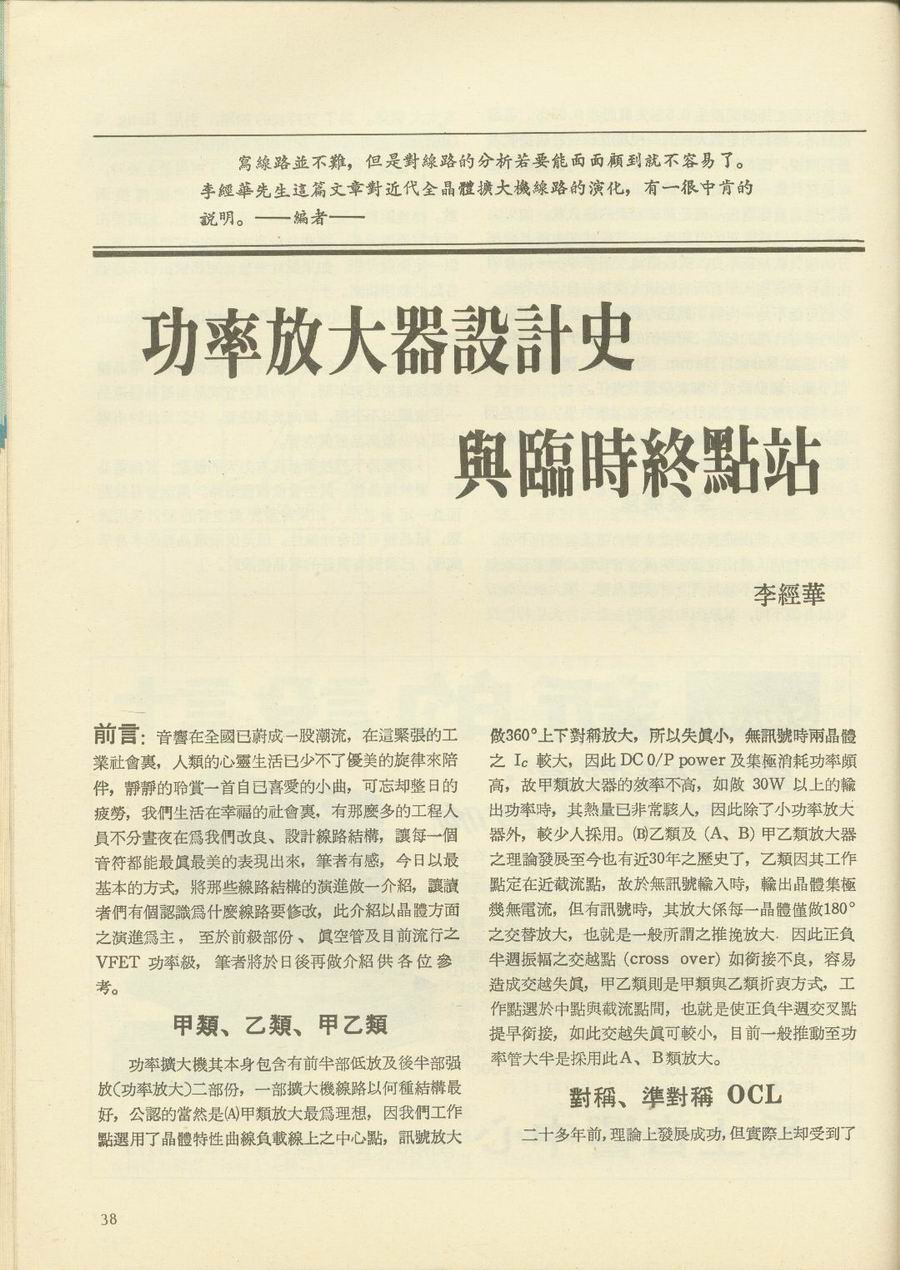 寫線路並不難，但是對線路的分析若要能面面顧到就不容易了。
李經華先生這篇文章對近代全晶體擴大機線路的演化，有一很中肯的
説明。——編者——
功率放大器設計史
與臨時終點站
李經華
前言：音響在全國已蔚成一股潮流，在這緊張的工
業社會裏，人類的心靈生活已少不了優美的旋律來陪
伴，靜靜的聆賞一首自已喜愛的小曲，可忘却整日的
疲勞，我們生活在幸福的社會裏，有那麼多的工程人
員不分晝夜在爲我們改良、設計線路結構，讓每一個
音符都能最眞最美的表現出來，筆者有感，今日以最
基本的方式，將那些線路結構的演進做一介紹，讓讀
者們有個認識爲什麼線路要修改，此介紹以晶體方面
之演進爲主，至於前級部份、眞空管及目前流行之
VFET 功率級，筆者將於日後再做介紹供各位參
考。
甲類、乙類、甲乙類
功率擴大機其本身包含有前半部低放及後半部强
放(功率放大)二部份，一部擴大機線路以何種結構最
好，公認的當然是(A)甲類放大最爲理想，因我們工作
點選用了晶體特性曲線負載線上之中心點，訊號放大
做360°上下對稱放大，所以失眞小，無訊號時兩晶體
之 Ic 較大，因此 DC 0/P power 及集極消耗功率頗
高，故甲類放大器的效率不高，如做 30W 以上的輸
出功率時，其熱量已非常駭人，因此除了小功率放大
器外，較少人採用。(B)乙類及 (A、B) 甲乙類放大器
之理論發展至今也有近30年之歷史了，乙類因其工作
點定在近截流點，故於無訊號輸入時，輸出晶體集極
幾無電流，但有訊號時，其放大係每一晶體僅做180°
之交替放大，也就是一般所謂之推挽放大．因此正負
半週振幅之交越點 (cross over) 如銜接不良，容易
造成交越失眞，甲乙類則是甲類與乙類折衷方式，工
作點選於中點與截流點間，也就是使正負半週交叉點
提早銜接，如此交越失眞可較小，目前一般推動至功
率管大半是採用此A、B類放大。
對稱、準對稱 OCL
二十多年前，理論上發展成功，但實際上却受到了
38